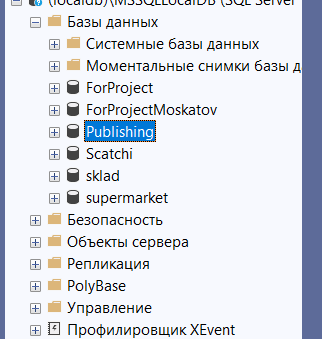 (localdb)\MSSQLLocalDB (SQL Server
Базы данных
Системные базы данных
Моментальные снимки базы д
ForProject
ForProjectMoskatov
Publishing
Scatchi
sklad
supermarket
Безопасность
Объекты сервера
Репликация
PolyBase
Управление
Профилировщик XEvent